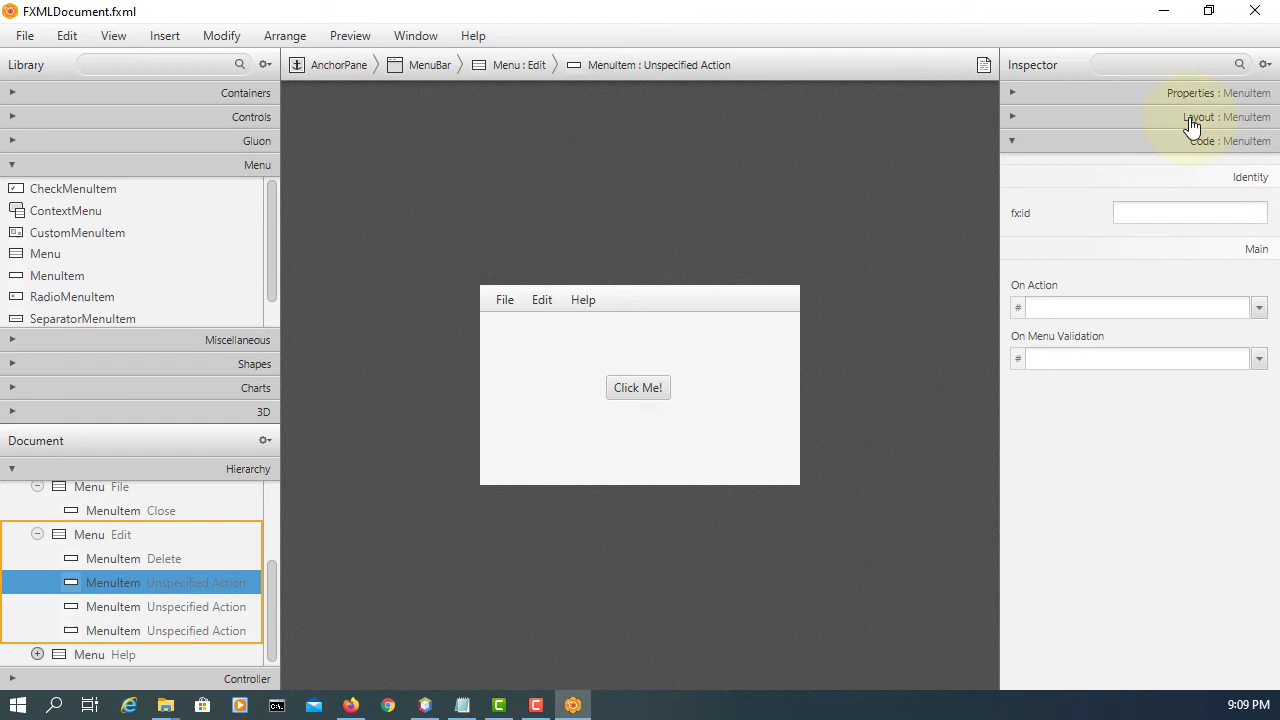 FXMLDocument.fxml
File Edit View Insert Modify Arrange Preview Window Help
Library
AnchorPane MenuBar Menu : Edit MenuItem : Unspecified Action
Inspector
Containers
Controls
Gluon
Menu
CheckMenuItem
ContextMenu
CustomMenuItem
Menu
MenuItem
RadioMenuItem
SeparatorMenuItem
Miscellaneous
Shapes
Charts
3D
Document
Hierarchy
Menu File
MenuItem Close
Menu Edit
MenuItem Delete
MenuItem Unspecified Action
MenuItem Unspecified Action
MenuItem Unspecified Action
Menu Help
Controller
File Edit Help
Click Me!
Properties : MenuItem
Layout : MenuItem
Code : MenuItem
Identity
fx:id
Main
On Action
#
On Menu Validation
#
9:09 PM